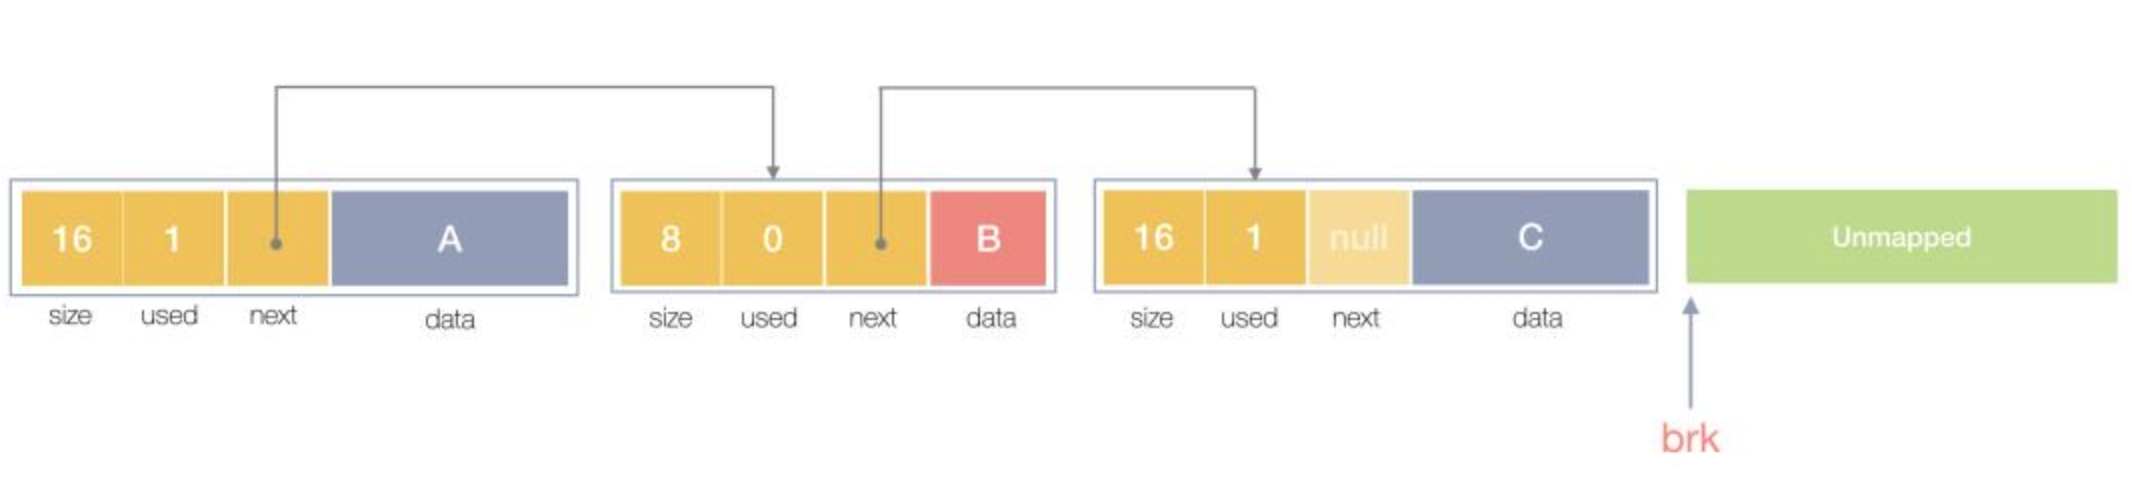 16 1 A 8 0 B 16 1 null C Unmapped
size used next data size used next data size used next data
brk